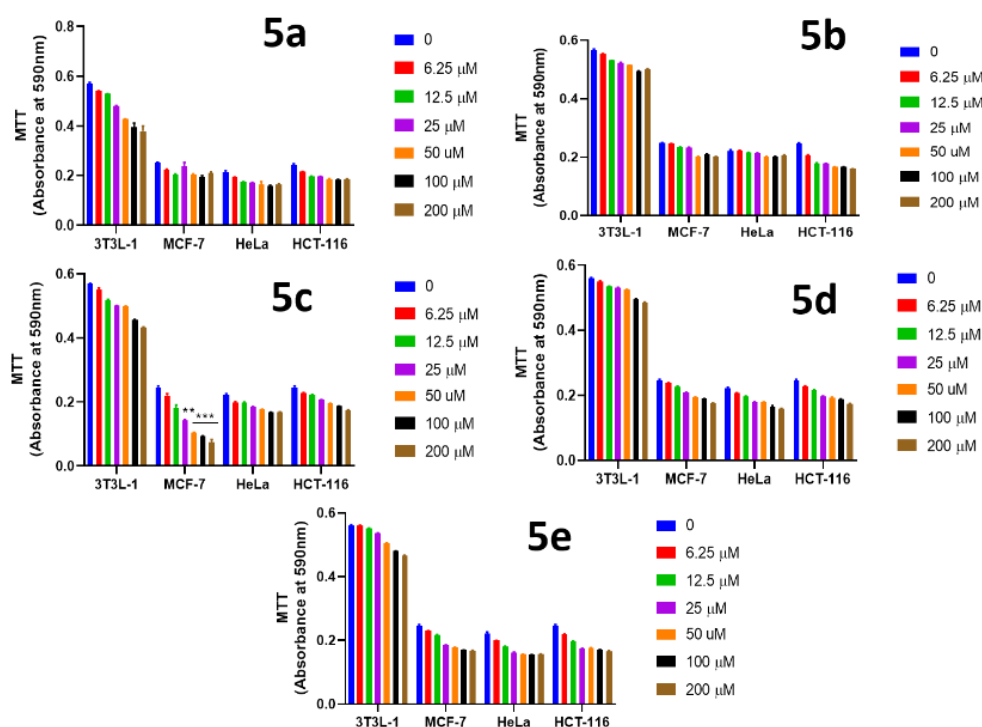 5a
MTT
(Absorbance at 590nm)
0.8
0.6
0.4
0.2
0.0
3T3L-1 MCF-7 HeLa HCT-116
0
6.25 μM
12.5 μM
25 μM
50 uM
100 μM
200 μM
5b
MTT
(Absorbance at 590nm)
0.6
0.4
0.2
0.0
3T3L-1 MCF-7 HeLa HCT-116
0
6.25 μM
12.5 μM
25 μM
50 uM
100 μM
200 μM
5c
MTT
(Absorbance at 590nm)
0.6
0.4
0.2
0.0
** ***
3T3L-1 MCF-7 HeLa HCT-116
0
6.25 μM
12.5 μM
25 μM
50 uM
100 μM
200 μM
5d
MTT
(Absorbance at 590nm)
0.6
0.4
0.2
0.0
3T3L-1 MCF-7 HeLa HCT-116
0
6.25 μM
12.5 μM
25 μM
50 uM
100 μM
200 μM
5e
MTT
(Absorbance at 590nm)
0.6
0.4
0.2
0.0
3T3L-1 MCF-7 HeLa HCT-116
0
6.25 μM
12.5 μM
25 μM
50 uM
100 μM
200 μM